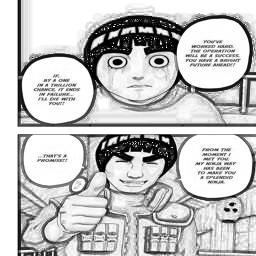 YOU'VE
WORKED HARD.
THE OPERATION
WILL BE A SUCCESS.
YOU HAVE A BRIGHT
FUTURE AHEAD!!
IF,
BY A ONE
IN A TRILLION
CHANCE, IT ENDS
IN FAILURE...
I'LL DIE WITH
YOU!!
FROM THE
MOMENT I
MET YOU,
MY NINJA WAY
HAS BEEN
TO MAKE YOU
A SPLENDID
NINJA.
...THAT'S A
PROMISE!!